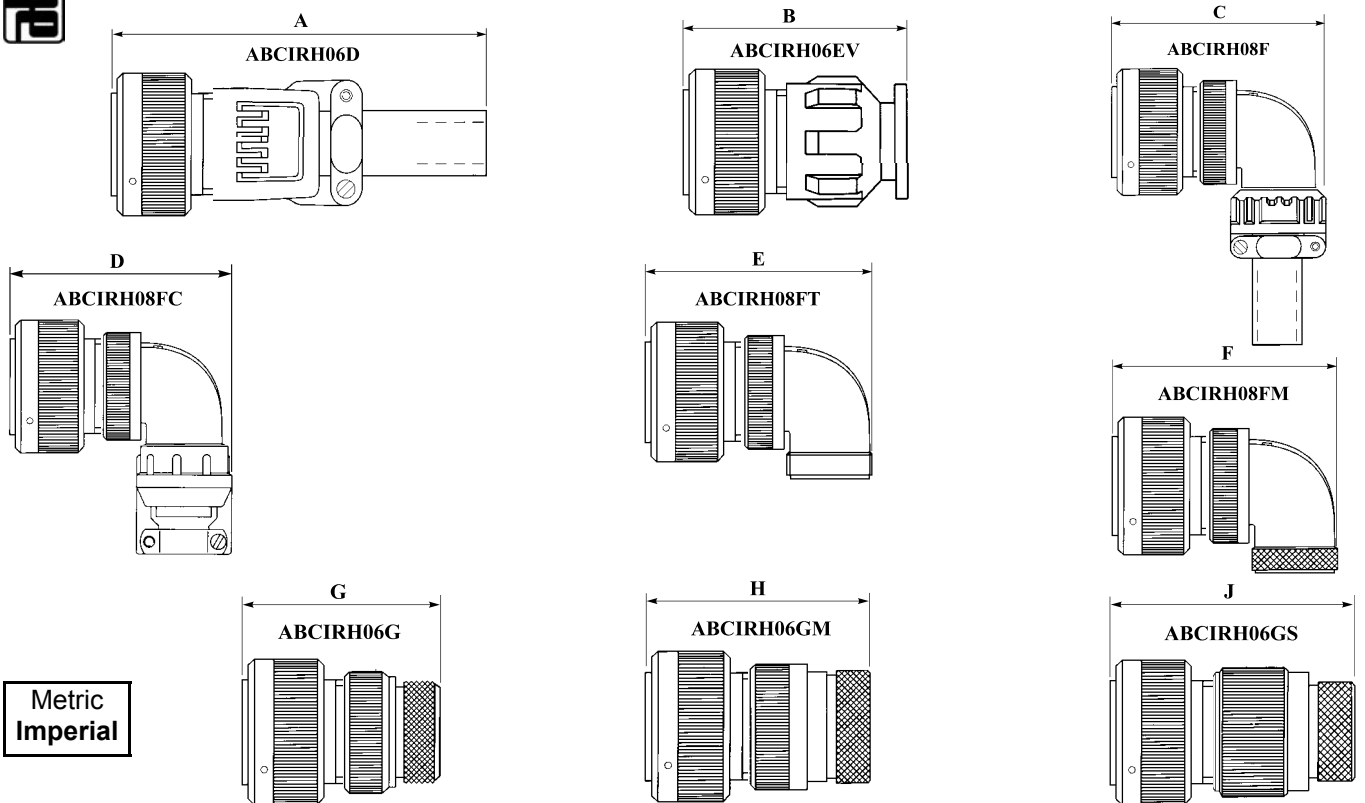 A
ABCIRH06D
B
ABCIRH06EV
C
ABCIRH08F
D
ABCIRH08FC
E
ABCIRH08FT
F
ABCIRH08FM
G
ABCIRH06G
H
ABCIRH06GM
J
ABCIRH06GS
Metric
Imperial